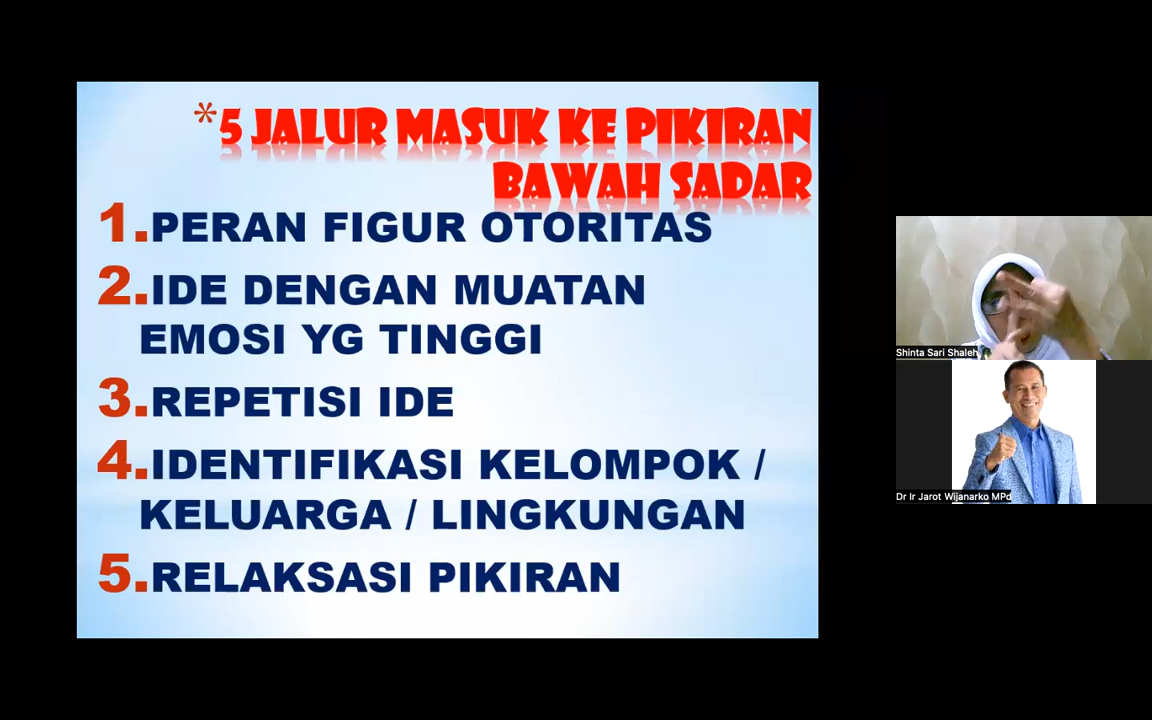 *5 JALUR MASUK KE PIKIRAN
BAWAH SADAR
1.PERAN FIGUR OTORITAS
2.IDE DENGAN MUATAN
EMOSI YG TINGGI
3.REPETISI IDE
4.IDENTIFIKASI KELOMPOK /
KELUARGA / LINGKUNGAN
5.RELAKSASI PIKIRAN
Shinta Sari Shaleh
Dr Ir Jarot Wijanarko MPd